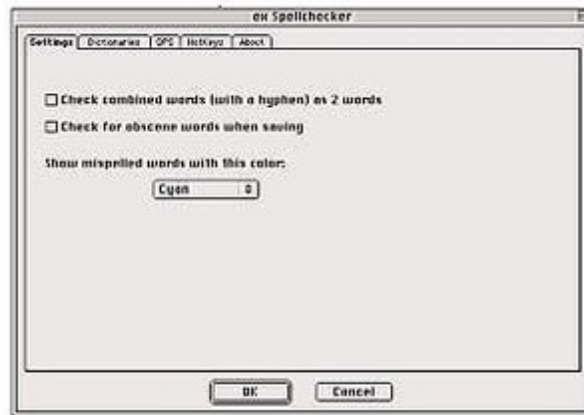 ex Spellchecker
Settings Dictonaries QPS HotKeys About
Check combined words (with a hyphen) as 2 words
Check for obscene words when saving
Show mispelled words with this color:
Cyan
OK Cancel